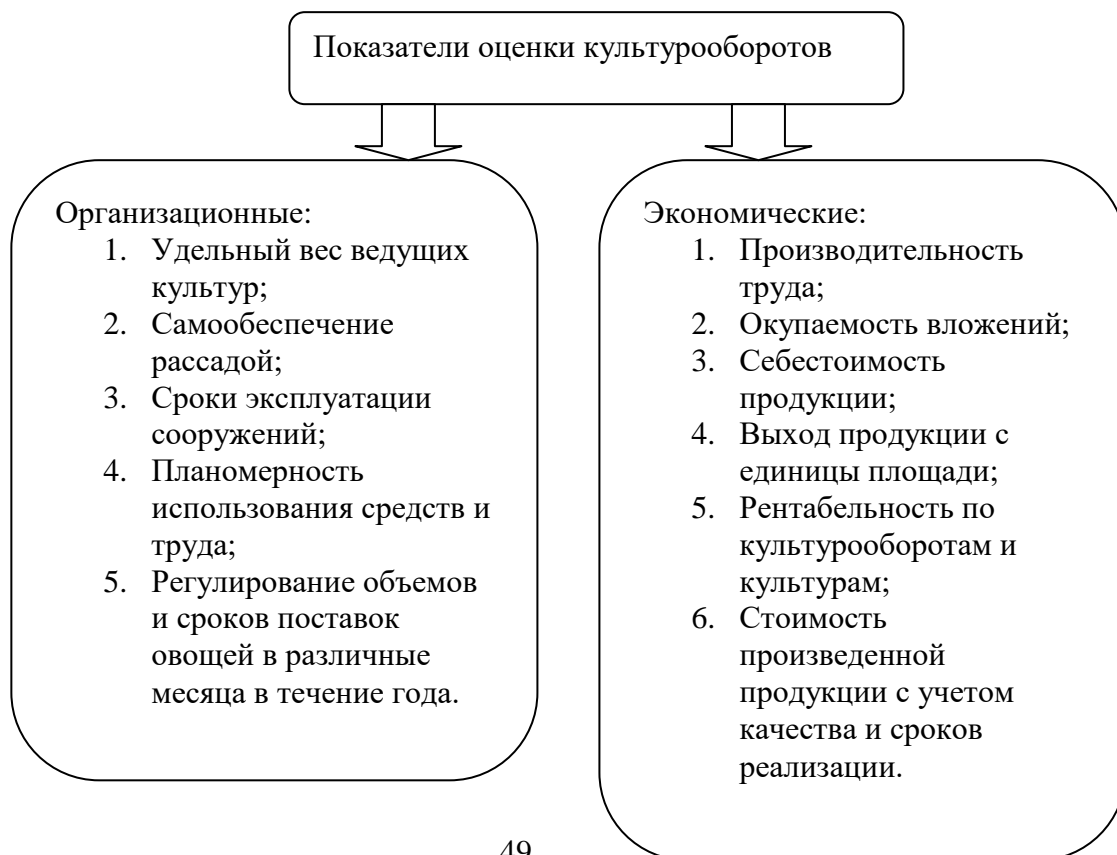 Показатели оценки культурооборотов
Организационные:
1. Удельный вес ведущих
культур;
2. Самообеспечение
рассадой;
3. Сроки эксплуатации
сооружений;
4. Планомерность
использования средств и
труда;
5. Регулирование объемов
и сроков поставок
овощей в различные
месяца в течение года.
Экономические:
1. Производительность
труда;
2. Окупаемость вложений;
3. Себестоимость
продукции;
4. Выход продукции с
единицы площади;
5. Рентабельность по
культурооборотам и
культурам;
6. Стоимость
произведенной
продукции с учетом
качества и сроков
реализации.
49